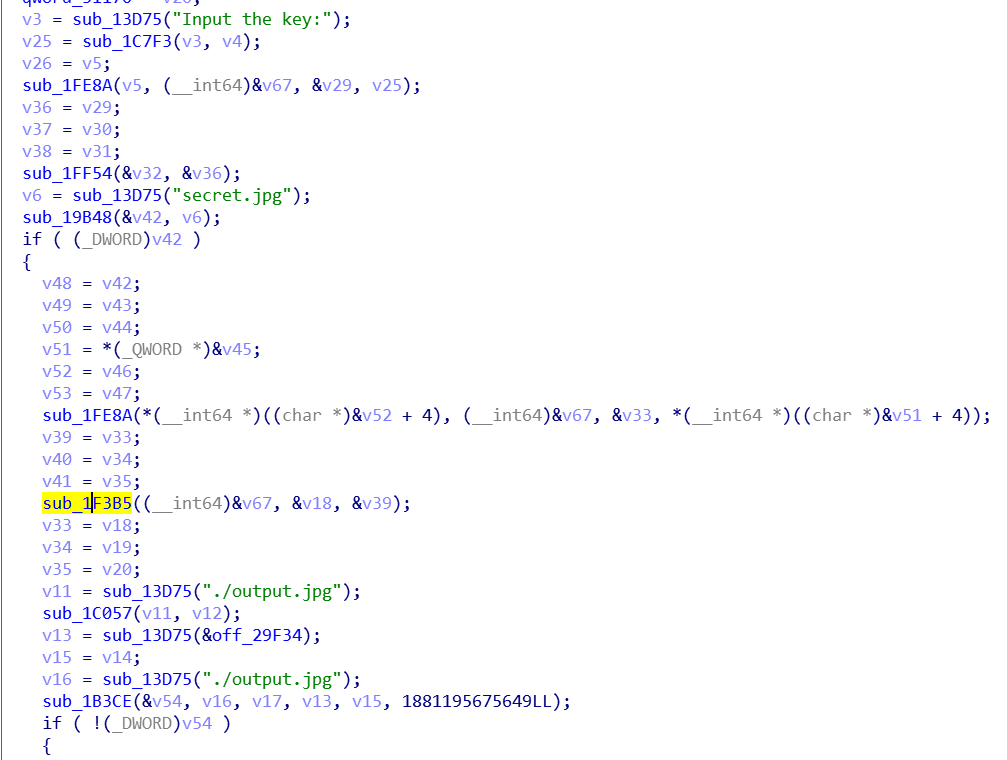 v3 = sub_13D75("Input the key:");
v25 = sub_1C7F3(v3, v4);
v26 = v5;
sub_1FE8A(v5, (__int64)&v67, &v29, v25);
v36 = v29;
v37 = v30;
v38 = v31;
sub_1FF54(&v32, &v36);
v6 = sub_13D75("secret.jpg");
sub_19B48(&v42, v6);
if ( (_DWORD)v42 )
{
v48 = v42;
v49 = v43;
v50 = v44;
v51 = *(_QWORD *)&v45;
v52 = v46;
v53 = v47;
sub_1FE8A(*(__int64 *)((char *)&v52 + 4), (__int64)&v67, &v33, *(__int64 *)((char *)&v51 + 4));
v39 = v33;
v40 = v34;
v41 = v35;
sub_1F3B5((__int64)&v67, &v18, &v39);
v33 = v18;
v34 = v19;
v35 = v20;
v11 = sub_13D75("./output.jpg");
sub_1C057(v11, v12);
v13 = sub_13D75(&off_29F34);
v15 = v14;
v16 = sub_13D75("./output.jpg");
sub_1B3CE(&v54, v16, v17, v13, v15, 1881195675649LL);
if ( !(_DWORD)v54 )
{